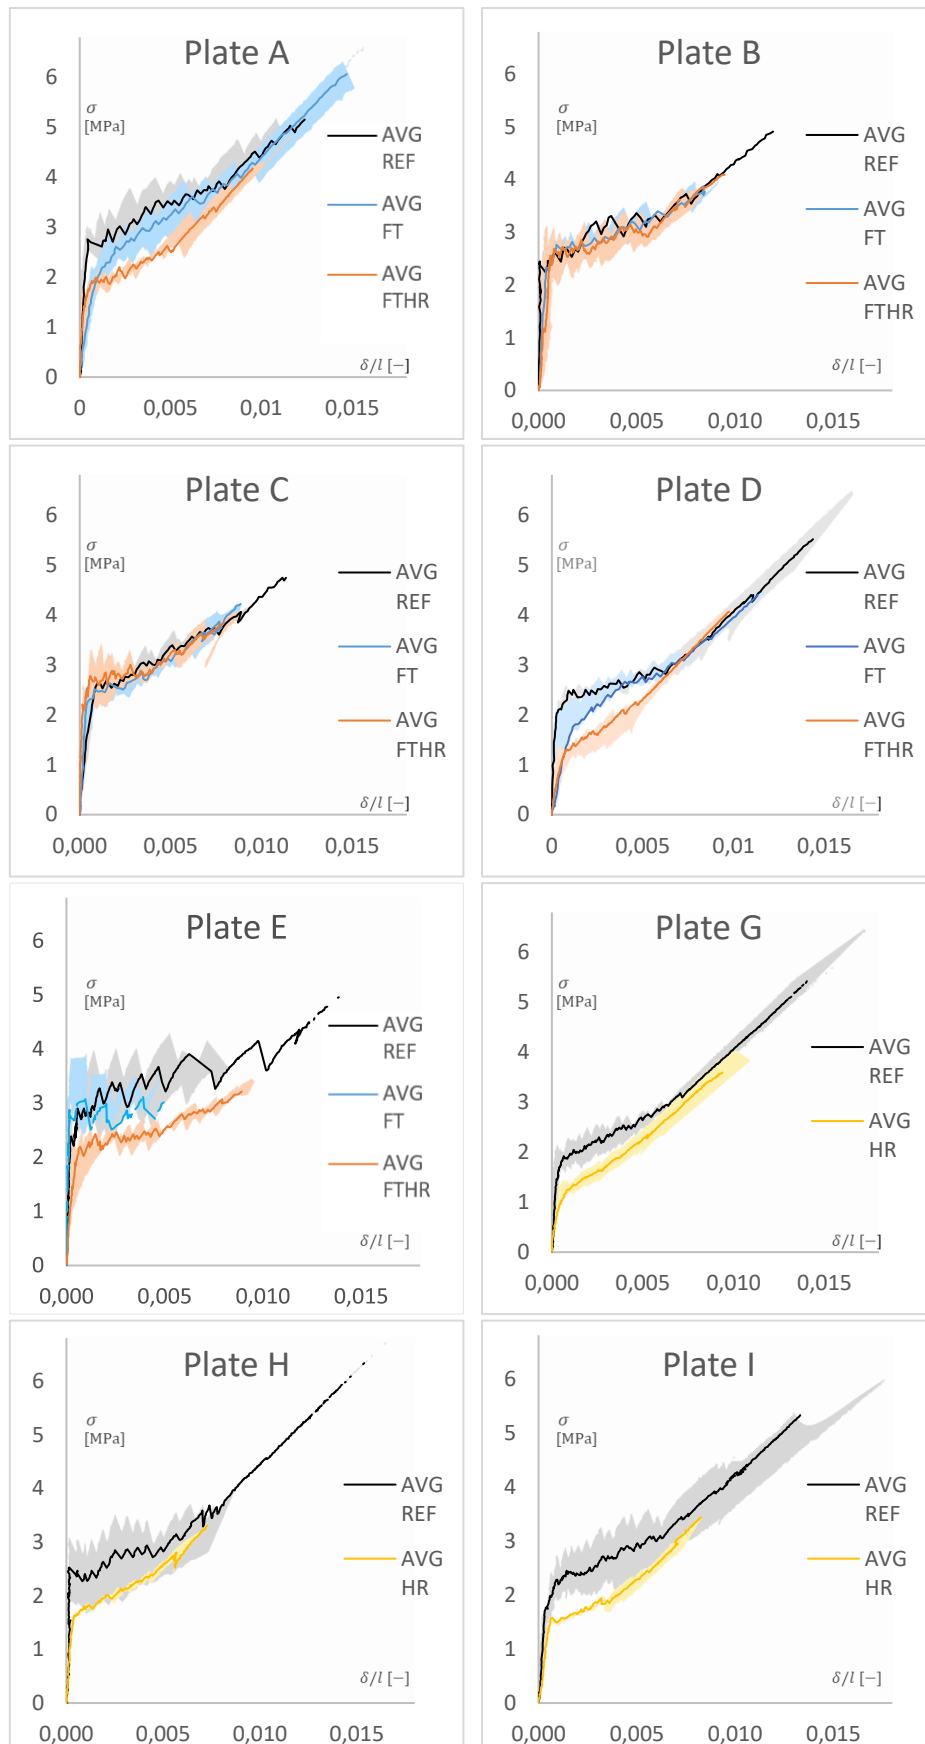 Plate A
6
σ
[MPa]
5
4
3
2
1
0
AVG
REF
AVG
FT
AVG
FTHR
δ/l [−]
0
0,005
0,01
0,015
Plate B
6
σ
[MPa]
5
4
3
2
1
0
AVG
REF
AVG
FT
AVG
FTHR
δ/l [−]
0,000
0,005
0,010
0,015
Plate C
6
σ
[MPa]
5
4
3
2
1
0
AVG
REF
AVG
FT
AVG
FTHR
δ/l [−]
0,000
0,005
0,010
0,015
Plate D
6
σ
[MPa]
5
4
3
2
1
0
AVG
REF
AVG
FT
AVG
FTHR
δ/l [−]
0
0,005
0,01
0,015
Plate E
6
σ
[MPa]
5
4
3
2
1
0
AVG
REF
AVG
FT
AVG
FTHR
δ/l [−]
0,000
0,005
0,010
0,015
Plate G
6
σ
[MPa]
5
4
3
2
1
0
AVG
REF
AVG
HR
δ/l [−]
0,000
0,005
0,010
0,015
Plate H
6
σ
[MPa]
5
4
3
2
1
0
AVG
REF
AVG
HR
δ/l [−]
0,000
0,005
0,010
0,015
Plate I
6
σ
[MPa]
5
4
3
2
1
0
AVG
REF
AVG
HR
δ/l [−]
0,000
0,005
0,010
0,015